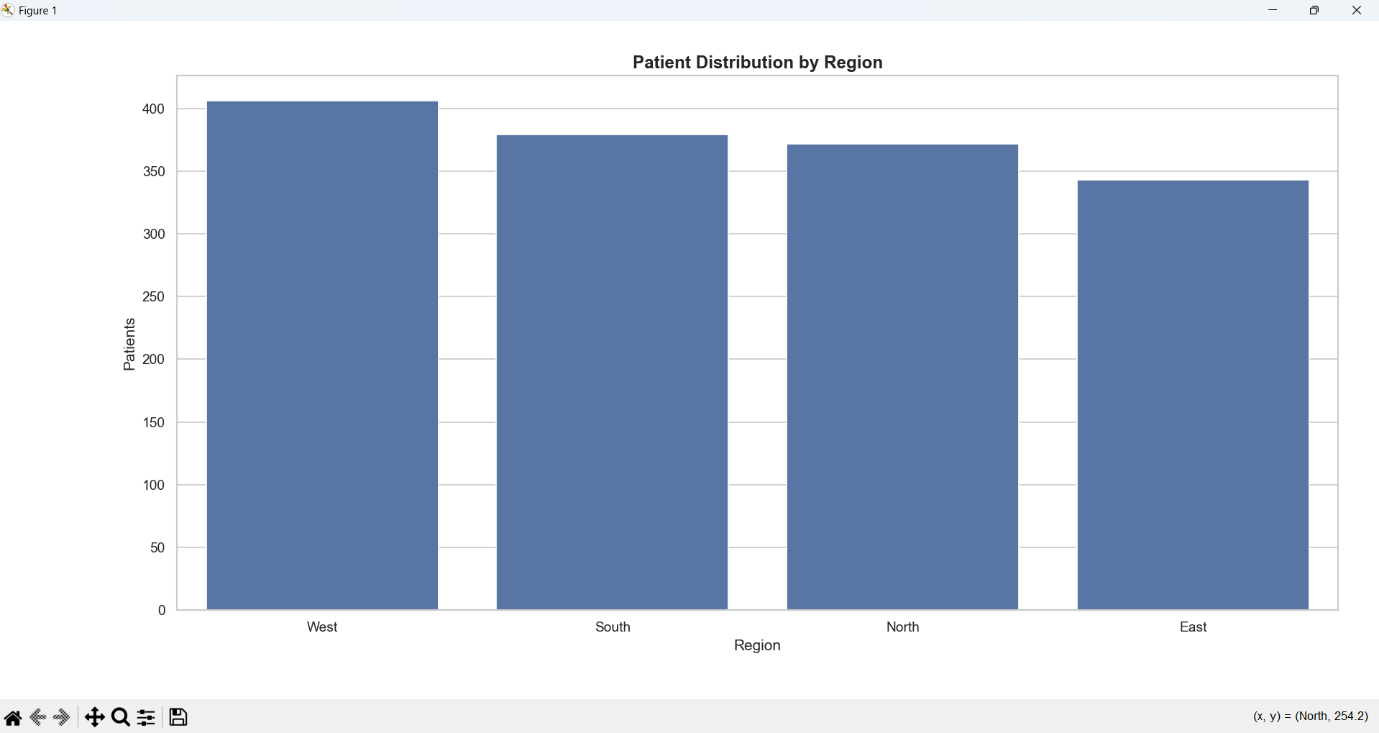 Figure 1
Patient Distribution by Region
400
350
300
250
200
150
100
50
0
Patients
West South North East
Region
(x, y) = (North, 254.2)